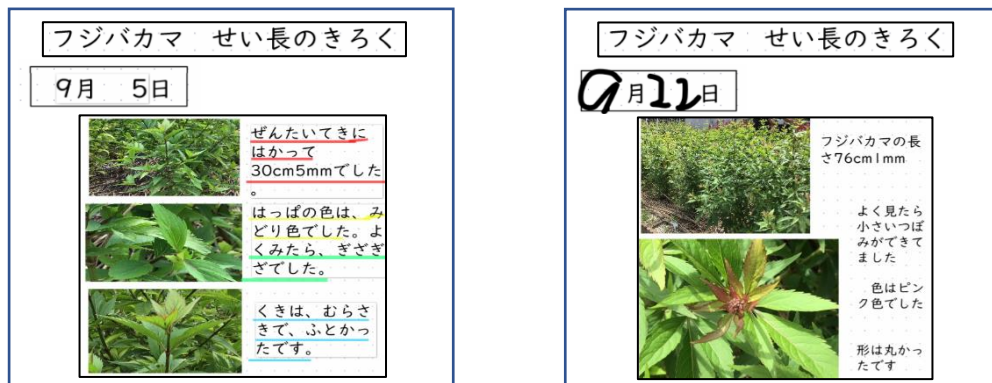 フジバカマ　せい長のきろく
9月　5日
ぜんたいてきに
はかって
30cm5mmでした
。
はっぱの色は、み
どり色でした。よ
くみたら、ぎざぎ
ざでした。
くきは、むらさ
きで、ふとかっ
たです。
フジバカマ　せい長のきろく
9月22日
フジバカマの長
さ76cm1mm
よく見たら
小さいつぼ
みができて
ました
色はピン
ク色でした
形は丸かっ
たです